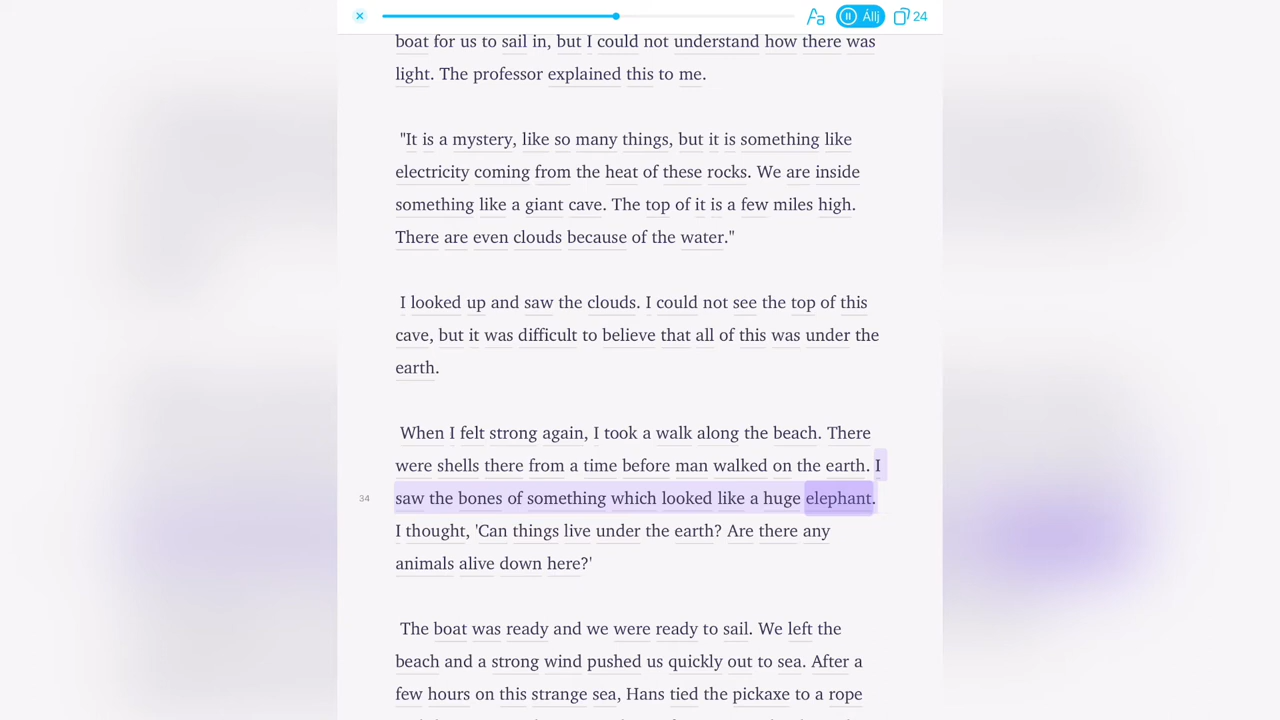 Aa Állj 24
boat for us to sail in, but I could not understand how there was
light. The professor explained this to me.
"It is a mystery, like so many things, but it is something like
electricity coming from the heat of these rocks. We are inside
something like a giant cave. The top of it is a few miles high.
There are even clouds because of the water."
I looked up and saw the clouds. I could not see the top of this
cave, but it was difficult to believe that all of this was under the
earth.
When I felt strong again, I took a walk along the beach. There
were shells there from a time before man walked on the earth. I
34 saw the bones of something which looked like a huge elephant.
I thought, 'Can things live under the earth? Are there any
animals alive down here?'
The boat was ready and we were ready to sail. We left the
beach and a strong wind pushed us quickly out to sea. After a
few hours on this strange sea, Hans tied the pickaxe to a rope